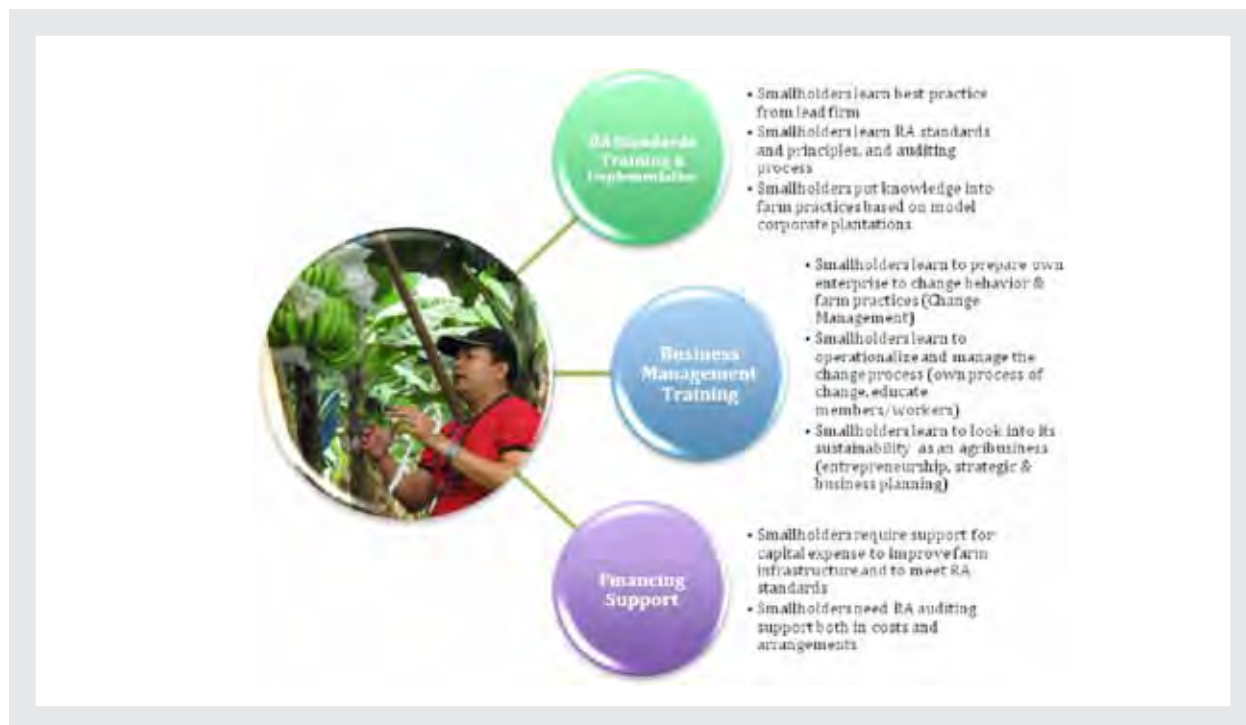 RA Standards
Training &
Implementation
• Smallholders learn best practice
from lead firm
• Smallholders learn RA standards
and principles, and auditing
process
• Smallholders put knowledge into
farm practices based on model
corporate plantations
Business
Management
Training
• Smallholders learn to prepare own
enterprise to change behavior &
farm practices (Change
Management)
• Smallholders learn to
operationalize and manage the
change process (own process of
change, educate
members/workers)
• Smallholders learn to look into its
sustainability as an agribusiness
(entrepreneurship, strategic &
business planning)
Financing
Support
• Smallholders require support for
capital expense to improve farm
infrastructure and to meet RA
standards
• Smallholders need RA auditing
support both in costs and
arrangements